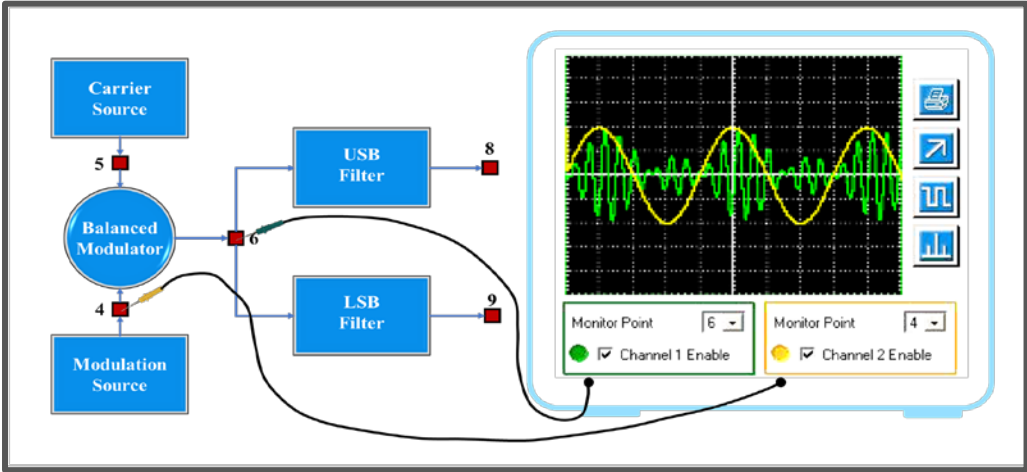 Carrier
Source
5
Balanced
Modulator
4
Modulation
Source
6
USB
Filter
8
LSB
Filter
9
Monitor Point 6
Channel 1 Enable
Monitor Point 4
Channel 2 Enable